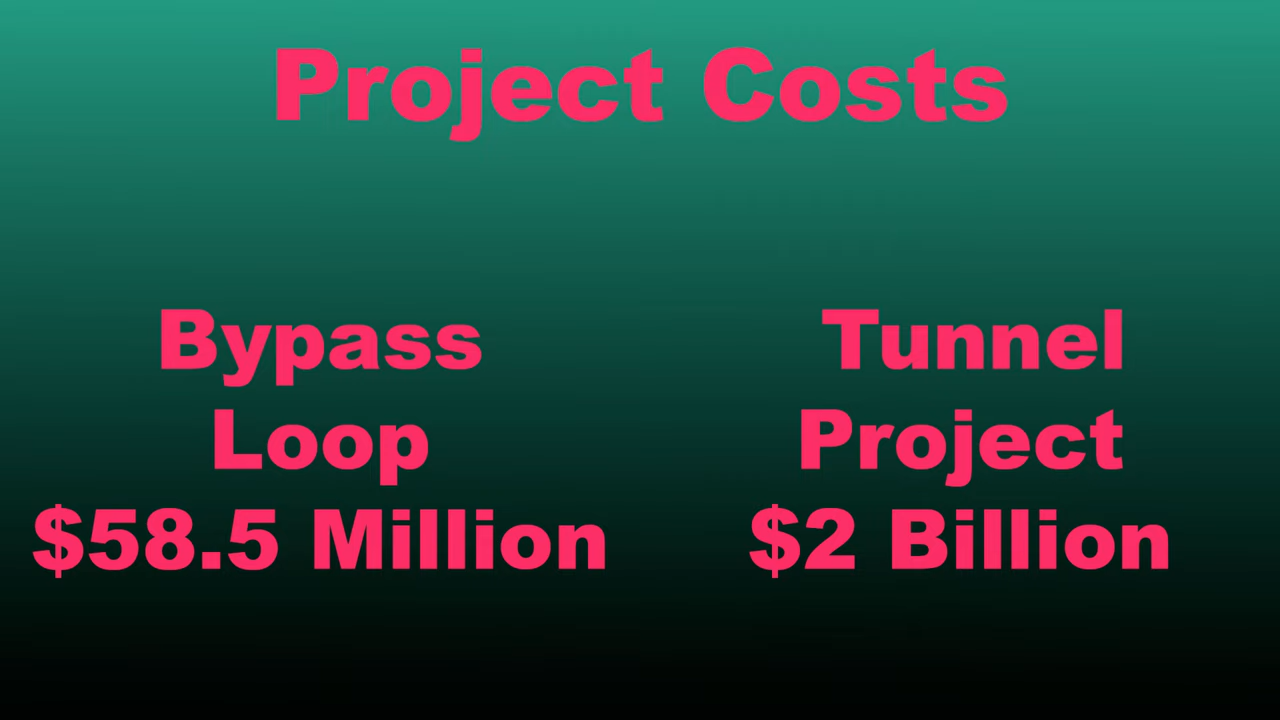 Project Costs
Bypass
Loop
$58.5 Million
Tunnel
Project
$2 Billion